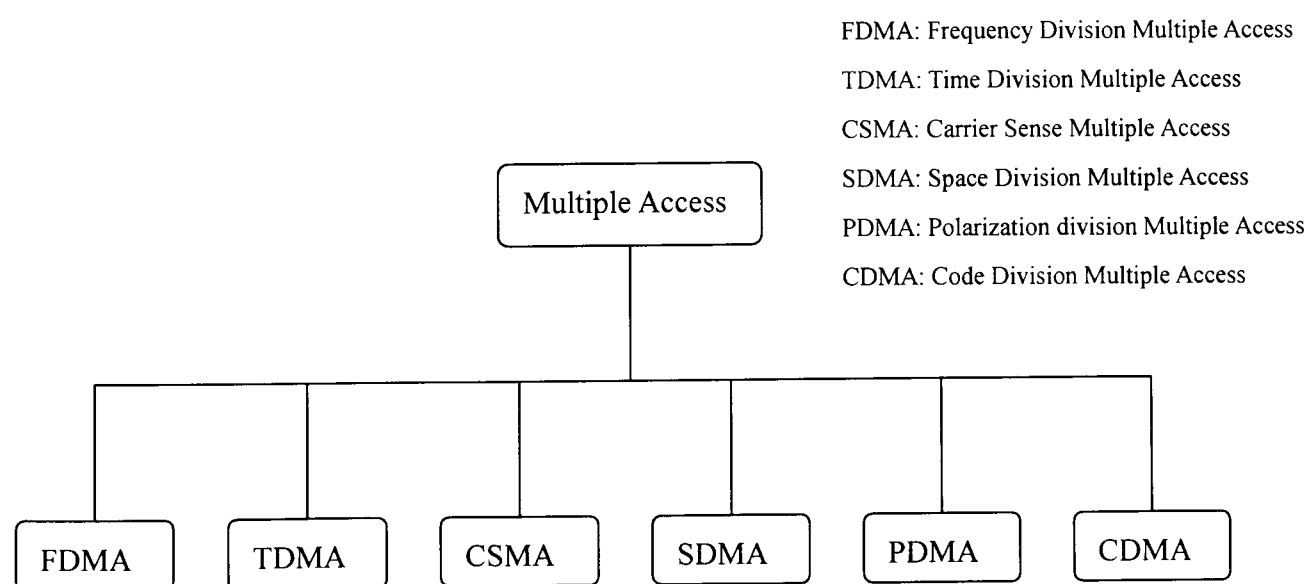 FDMA: Frequency Division Multiple Access
TDMA: Time Division Multiple Access
CSMA: Carrier Sense Multiple Access
SDMA: Space Division Multiple Access
PDMA: Polarization division Multiple Access
CDMA: Code Division Multiple Access
Multiple Access
FDMA
TDMA
CSMA
SDMA
PDMA
CDMA